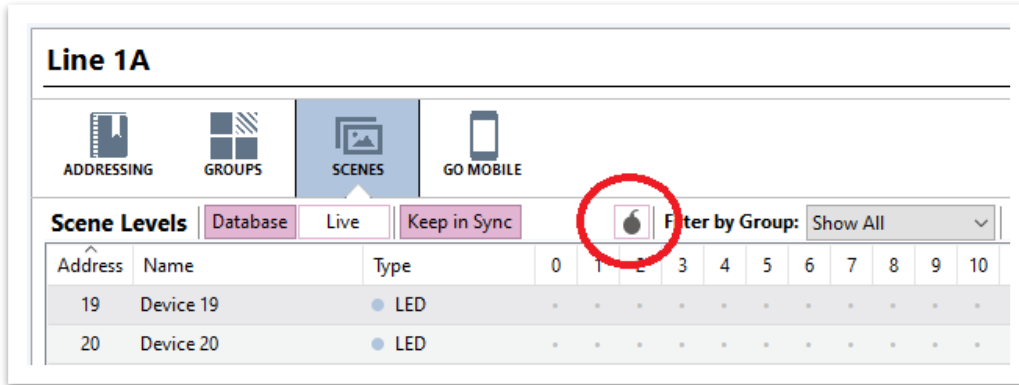 Line 1A
ADDRESSING GROUPS SCENES GO MOBILE
Scene Levels Database Live Keep in Sync Filter by Group: Show All
Address Name Type 0 1 2 3 4 5 6 7 8 9 10
19 Device 19 LED
20 Device 20 LED